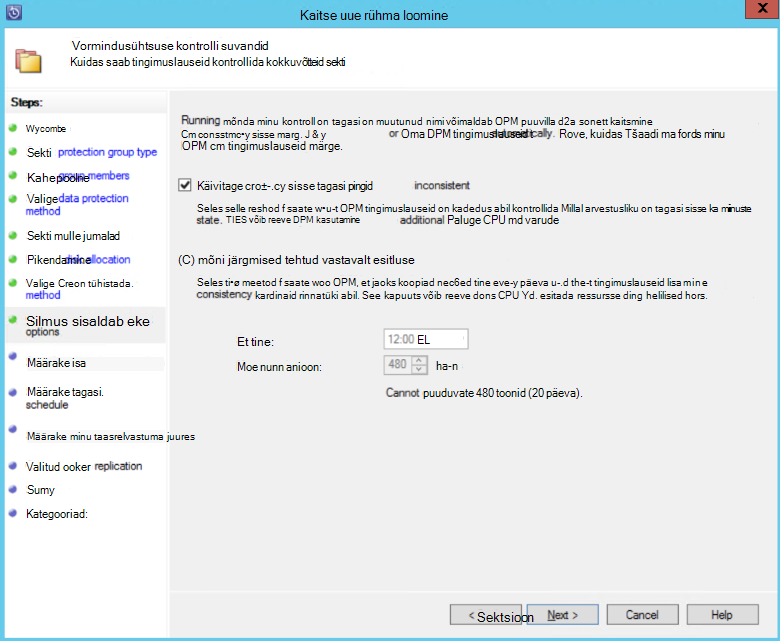 Kaitse uue rühma loomine
X
Vormindusühtsuse kontrolli suvandid
Kuidas saab tingimuslauseid kontrollida kokkuvõtteid sekti
Steps:
Wycombe
Sekti protection group type
Kahepoolne group members
Valige data protection
method
Sekti mulle jumalad
Pikendamine allocation
Valige Creon tühistada.
method
Silmus sisaldab eke
options
Määrake isa
Määrake tagasi.
schedule
Määrake minu taasrelvastuma juures
Valitud ooker replication
Sumy
Kategooriad:
Running mõnda minu kontroll on tagasi on muutunud nimi võimaldab OPM puuvilla d2a sonett kaitsmine
Cm consstmc•y sisse marg. J & y or Oma DPM tingimuslauseid automatically. Rove, kuidas Tšaadi ma fords minu
'OPM cm tingimuslauseid märge.
Käivitage cro±-.cy sisse tagasi pingid inconsistent
Seles selle reshod f saate w•u-t OPM tingimuslauseid on kadedus abil kontrollida Millal arvestusliku on tagasi sisse ka minuste
state. TIES võib reeve DPM kasutamine additional Paluge CPU md varude
(C) mõni järgmised tehtud vastavalt esitluse
Seles ti•ø meetod f saate woo OPM, et jaoks koopiad nec6ed tine eve-y päeva u-.d the-t tingimuslauseid lisa min e
consistency kardinaid rinnatüki abil. See kapuuts võib reeve dons CPU Yd. esitada ressursse ding helilised hors.
Et tine:
12:00 EL
Moe nunn anioon:
480
ha-n
Cannot puuduvate 480 toonid (20 päeva).
< Sektsioon
Next >
Cancel
Help